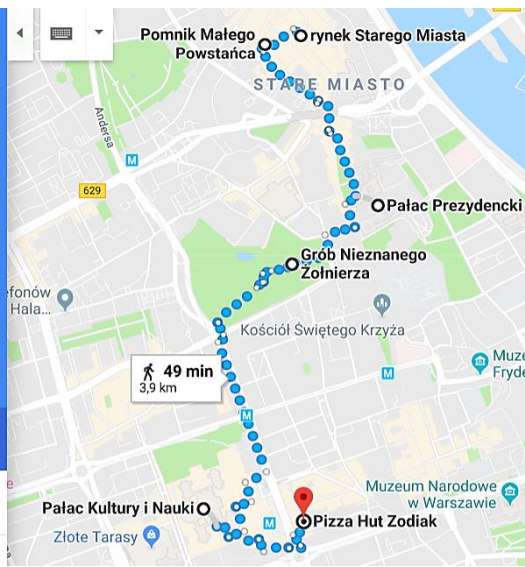 Pomnik Małego
Powstańca
rynek Starego Miasta
STARE MIASTO
Andersa
M
629
Pałac Prezydencki
Grób Nieznanego
Żołnierza
efonów
Hala...
Kościół Świętego Krzyża
49 min
3,9 km
Muze
Fryde
M
M
Muzeum Narodowe
w Warszawie
Pałac Kultury i Nauki
M
Pizza Hut Zodiak
Złote Tarasy